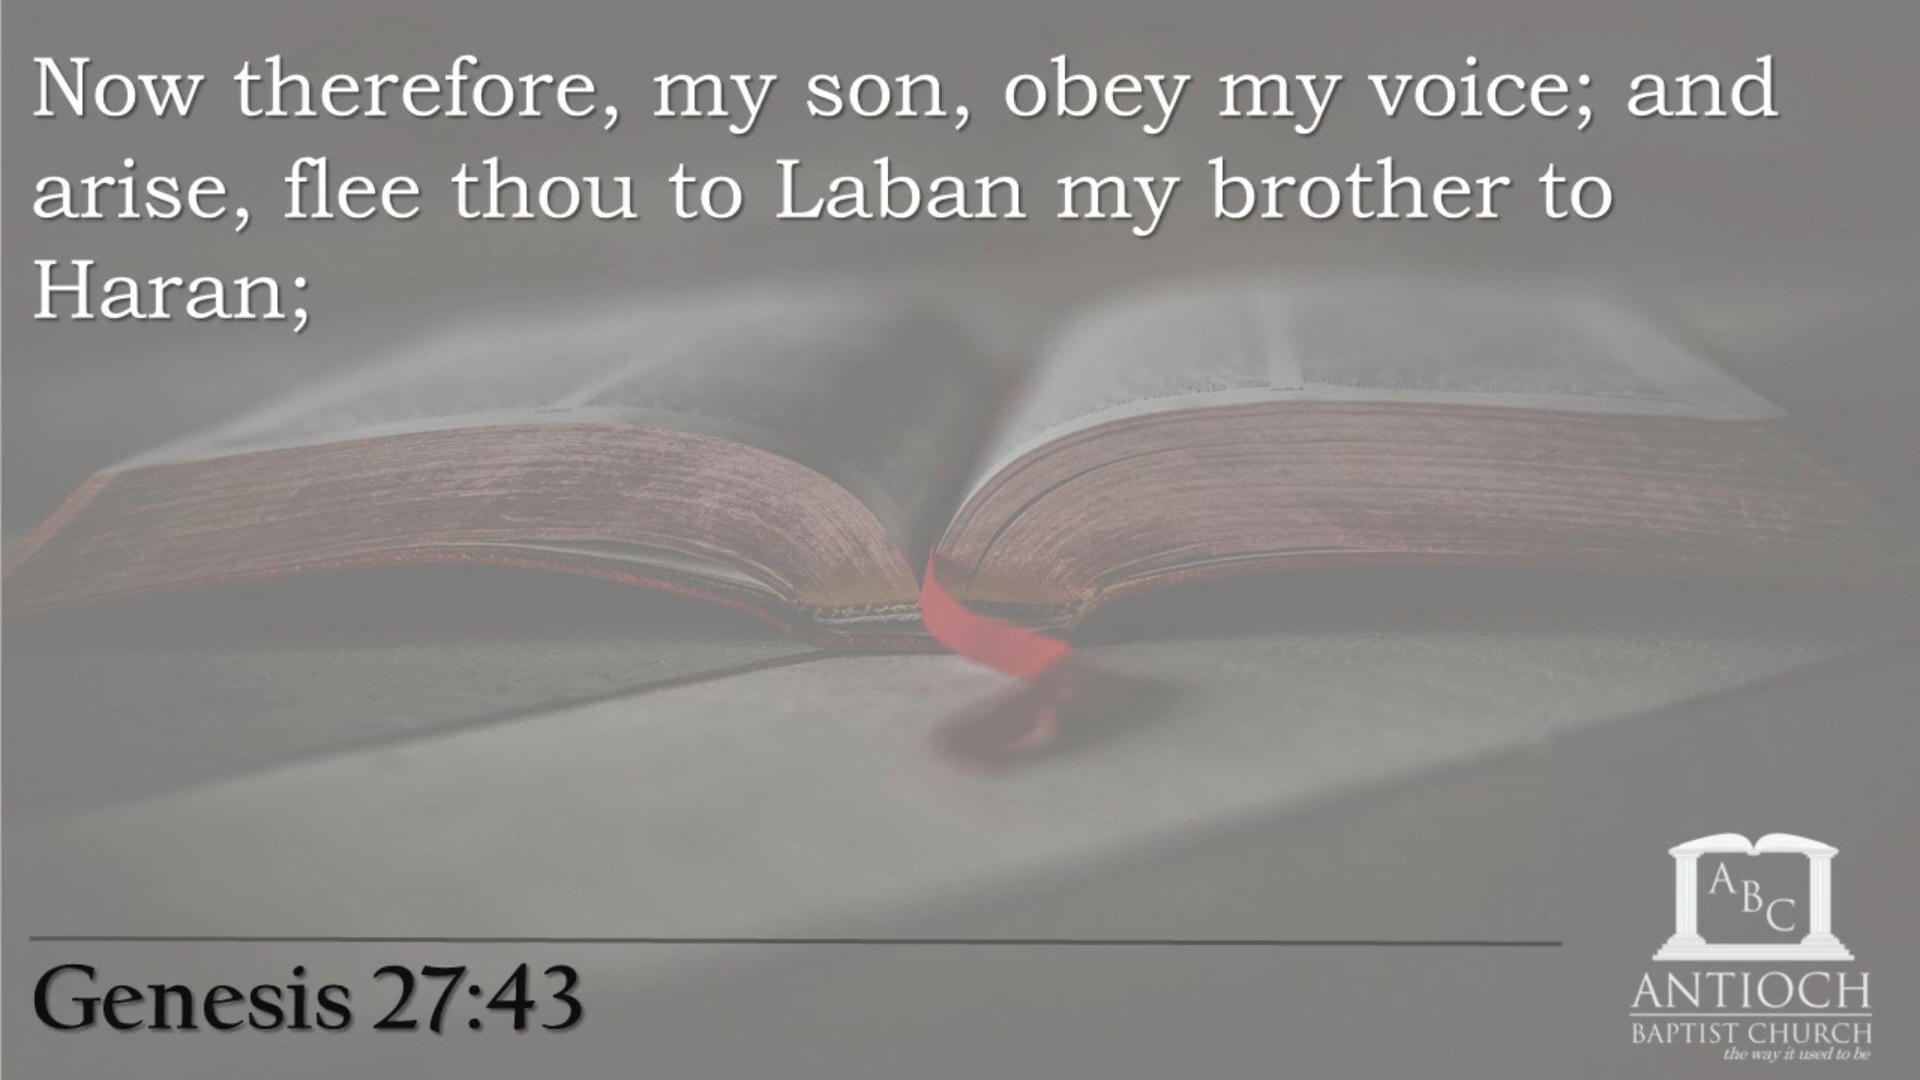 Now therefore, my son, obey my voice; and
arise, flee thou to Laban my brother to
Haran;
Genesis 27:43
A B C
ANTIOCH
BAPTIST CHURCH
the way it used to be